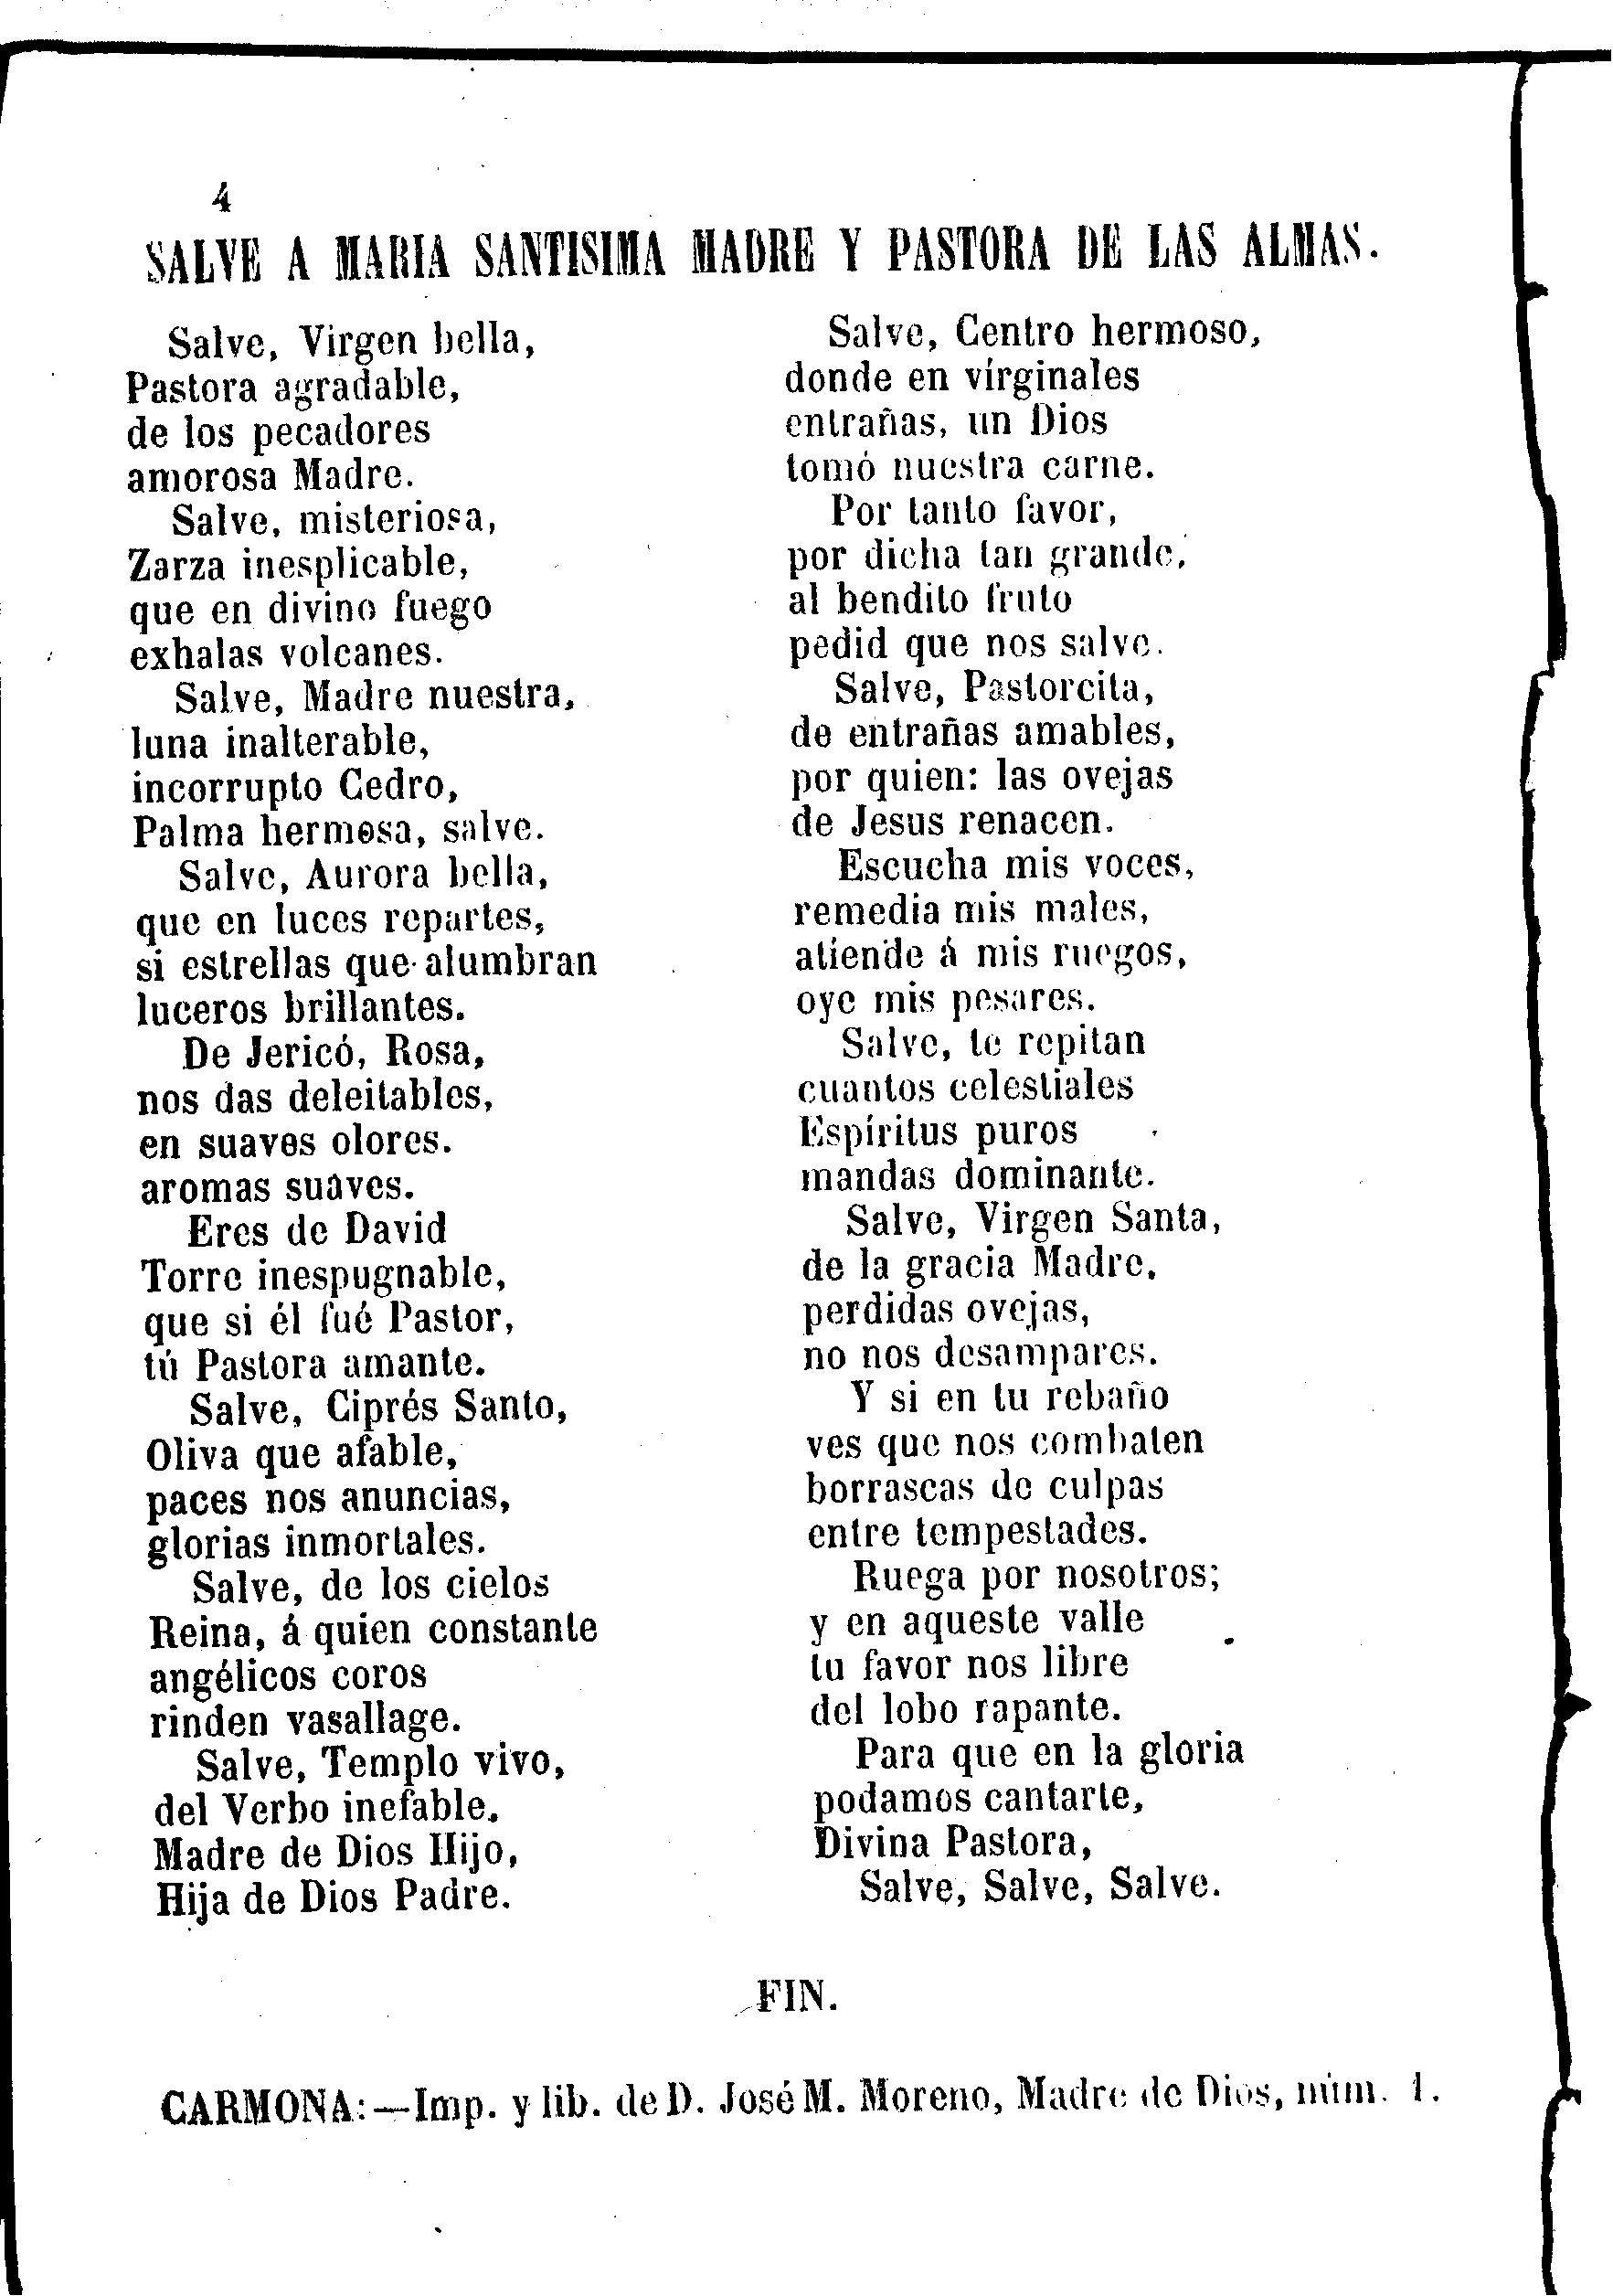 4
SALVE A MARIA SANTISIMA MADRE Y PASTORA DE LAS ALMAS.
Salve, Virgen bella,
Pastora agradable,
de los pecadores
amorosa Madre.
Salve, misteriosa,
Zarza inesplicable,
que en divino fuego
exhalas volcanes.
Salve, Madre nuestra,
luna inalterable,
incorrupto Cedro,
Palma hermosa, salve.
Salve, Aurora bella,
que en luces repartes,
si estrellas que alumbran
luceros brillantes.
De Jericó, Rosa,
nos das deleitables,
en suaves olores.
aromas suaves.
Eres de David
Torre inespugnable,
que si él fué Pastor,
tú Pastora amante.
Salve, Ciprés Santo,
Oliva que afable,
paces nos anuncias,
glorias inmortales.
Salve, de los cielos
Reina, á quien constante
angélicos coros
rinden vasallage.
Salve, Templo vivo,
del Verbo inefable.
Madre de Dios Hijo,
Hija de Dios Padre.
Salve, Centro hermoso,
donde en vírginales
entrañas, un Dios
tomó nuestra carne.
Por tanto favor,
por dicha tan grande,
al bendito fruto
pedid que nos salve.
Salve, Pastorcita,
de entrañas amables,
por quien: las ovejas
de Jesus renacen.
Escucha mis voces,
remedia mis males,
atiende á mis ruegos,
oye mis pesares.
Salve, te repitan
cuantos celestiales
Espíritus puros
mandas dominante.
Salve, Virgen Santa,
de la gracia Madre.
perdidas ovejas,
no nos desampares.
Y si en tu rebaño
ves que nos combaten
borrascas de culpas
entre tempestades.
Ruega por nosotros;
y en aqueste valle
tu favor nos libre
del lobo rapante.
Para que en la gloria
podamos cantarte,
Divina Pastora,
Salve, Salve, Salve.
FIN.
CARMONA:—Imp. y lib. de D. José M. Moreno, Madre de Dios, núm. 1.